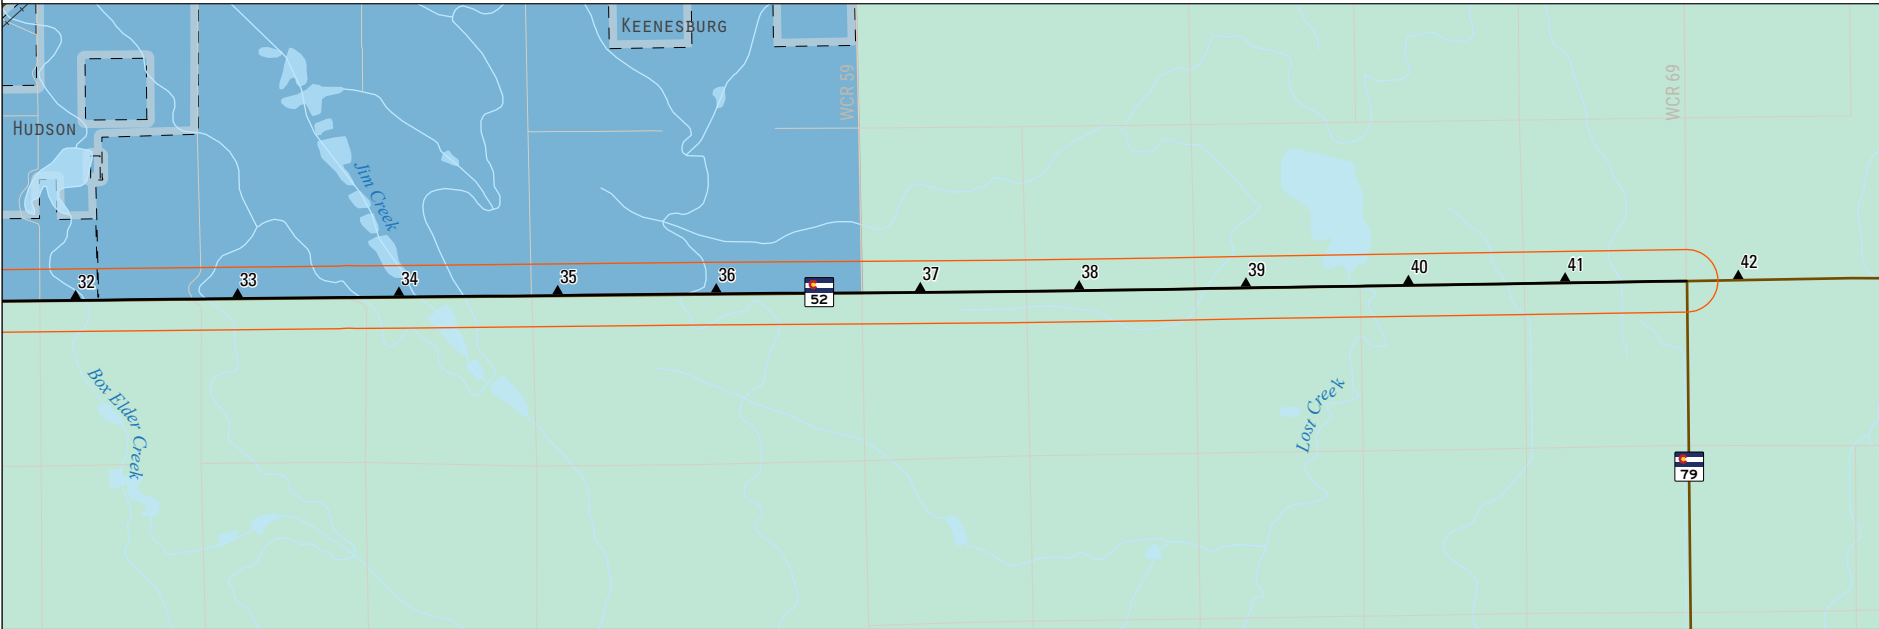 KEENESBURG
WCR 59
WCR 69
HUDSON
Jim Creek
32
33
34
35
36
52
37
38
39
40
41
42
Box Elder Creek
Lost Creek
79